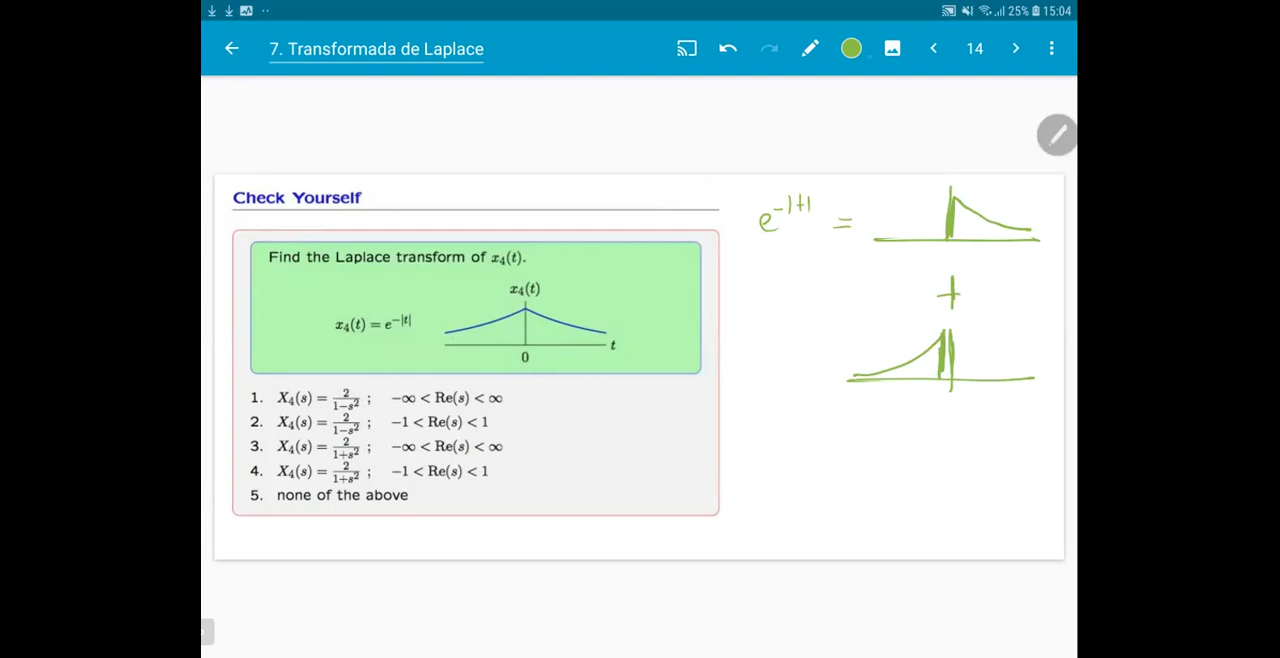 25% 15:04
7. Transformada de Laplace
14
Check Yourself
Find the Laplace transform of x₄(t).
x₄(t)
x₄(t) = e^{-|t|}
t
0
1. X₄(s) = 2/(1−s²) ; −∞ < Re(s) < ∞
2. X₄(s) = 2/(1−s²) ; −1 < Re(s) < 1
3. X₄(s) = 2/(1+s²) ; −∞ < Re(s) < ∞
4. X₄(s) = 2/(1+s²) ; −1 < Re(s) < 1
5. none of the above
e^{-|t|} =
+